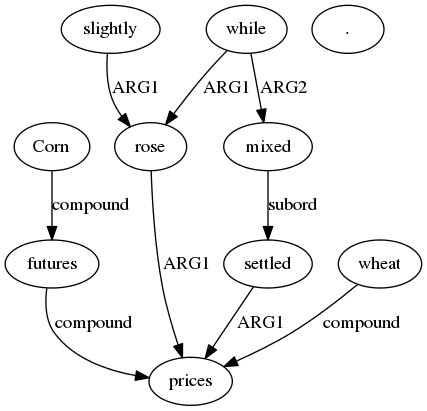 slightly while .
ARG1 ARG1 ARG2
Corn rose mixed
compound subord
futures settled wheat
compound ARG1 ARG1 compound
prices